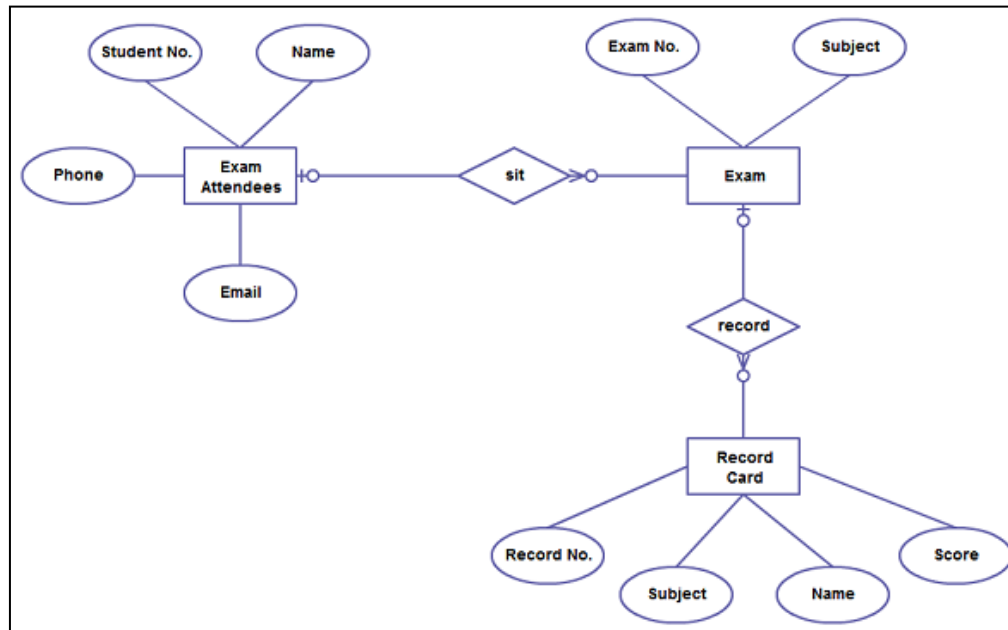 Student No.
Name
Exam No.
Subject
Phone
Exam
Attendees
sit
Exam
Email
record
Record
Card
Record No.
Subject
Name
Score